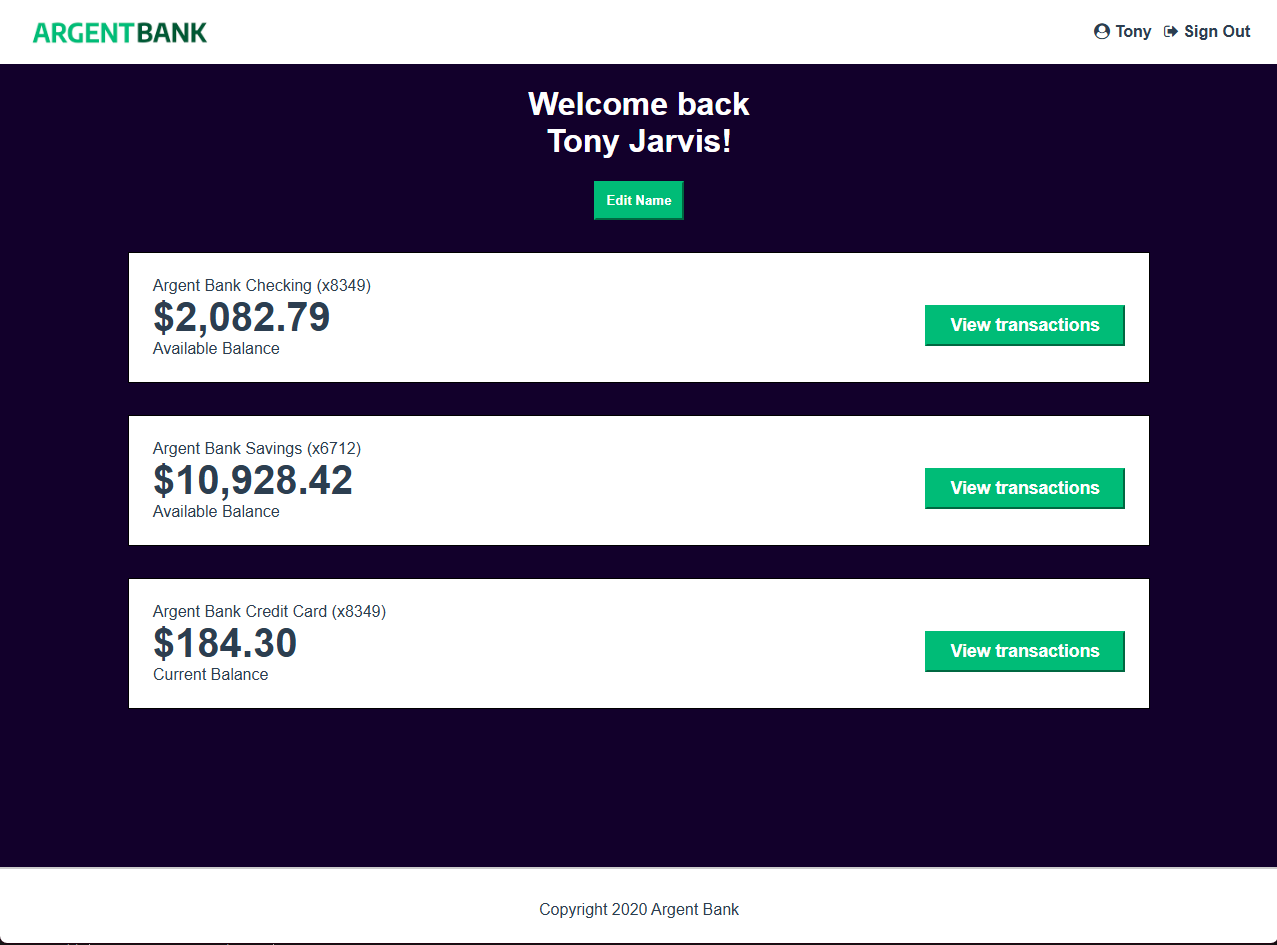 ARGENTBANK
Tony Sign Out
Welcome back
Tony Jarvis!
Edit Name
Argent Bank Checking (x8349)
$2,082.79
Available Balance
View transactions
Argent Bank Savings (x6712)
$10,928.42
Available Balance
View transactions
Argent Bank Credit Card (x8349)
$184.30
Current Balance
View transactions
Copyright 2020 Argent Bank